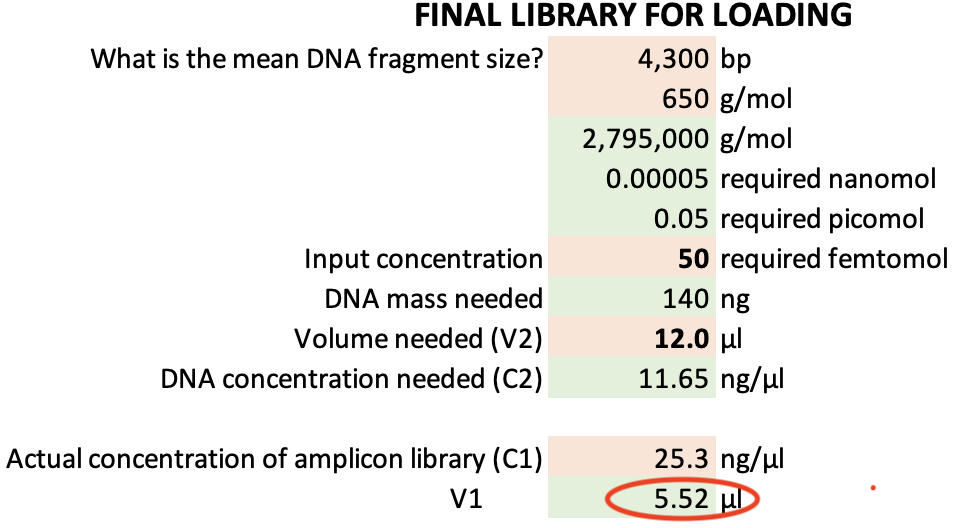 FINAL LIBRARY FOR LOADING
What is the mean DNA fragment size? 4,300 bp
650 g/mol
2,795,000 g/mol
0.00005 required nanomol
0.05 required picomol
Input concentration 50 required femtomol
DNA mass needed 140 ng
Volume needed (V2) 12.0 µl
DNA concentration needed (C2) 11.65 ng/µl
Actual concentration of amplicon library (C1) 25.3 ng/µl
V1 5.52 µl